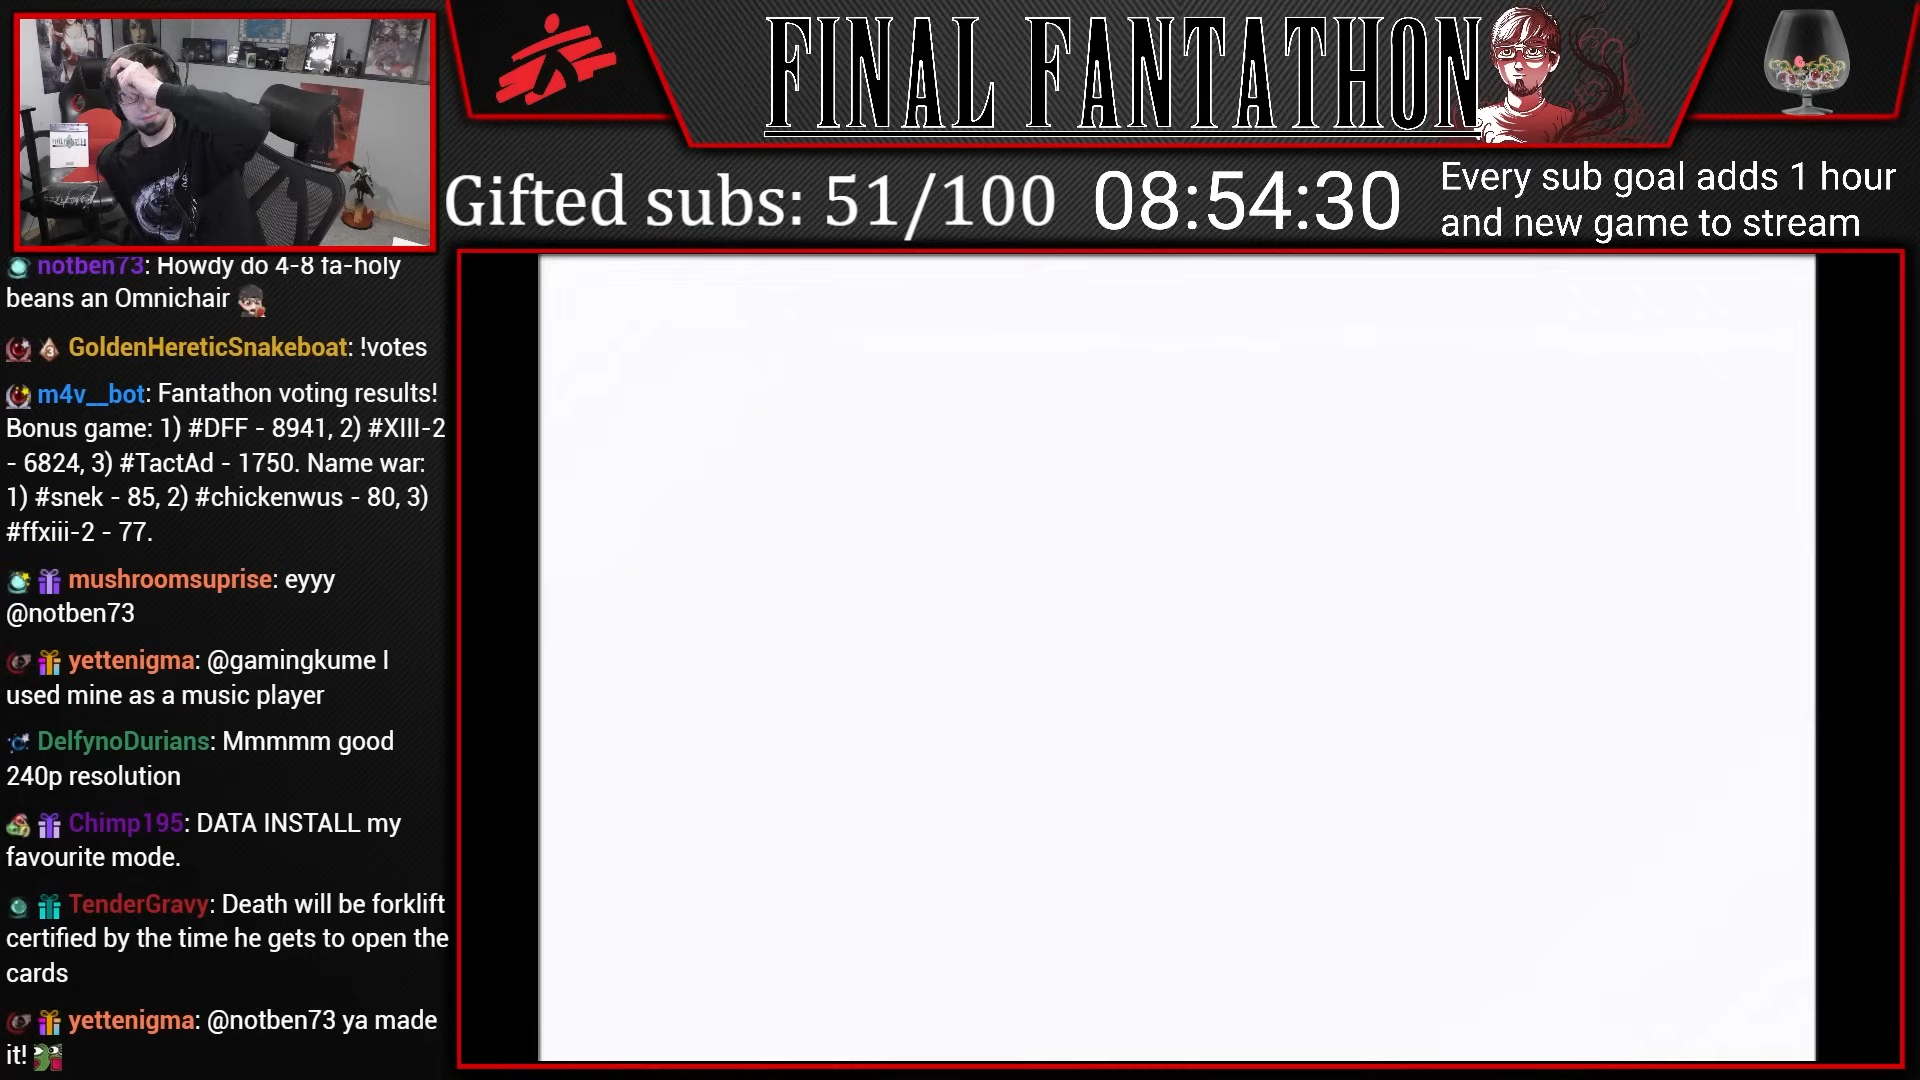 FINAL FANTATHON
Gifted subs: 51/100
08:54:30
Every sub goal adds 1 hour
and new game to stream
notben73: Howdy do 4-8 fa-holy
beans an Omnichair
GoldenHereticSnakeboat: !votes
m4v__bot: Fantathon voting results!
Bonus game: 1) #DFF - 8941, 2) #XIII-2
- 6824, 3) #TactAd - 1750. Name war:
1) #snek - 85, 2) #chickenwus - 80, 3)
#ffxiii-2 - 77.
mushroomsuprise: eyyy
@notben73
yettenigma: @gamingkume I
used mine as a music player
DelfynoDurians: Mmmmm good
240p resolution
Chimp195: DATA INSTALL my
favourite mode.
TenderGravy: Death will be forklift
certified by the time he gets to open the
cards
yettenigma: @notben73 ya made
it!